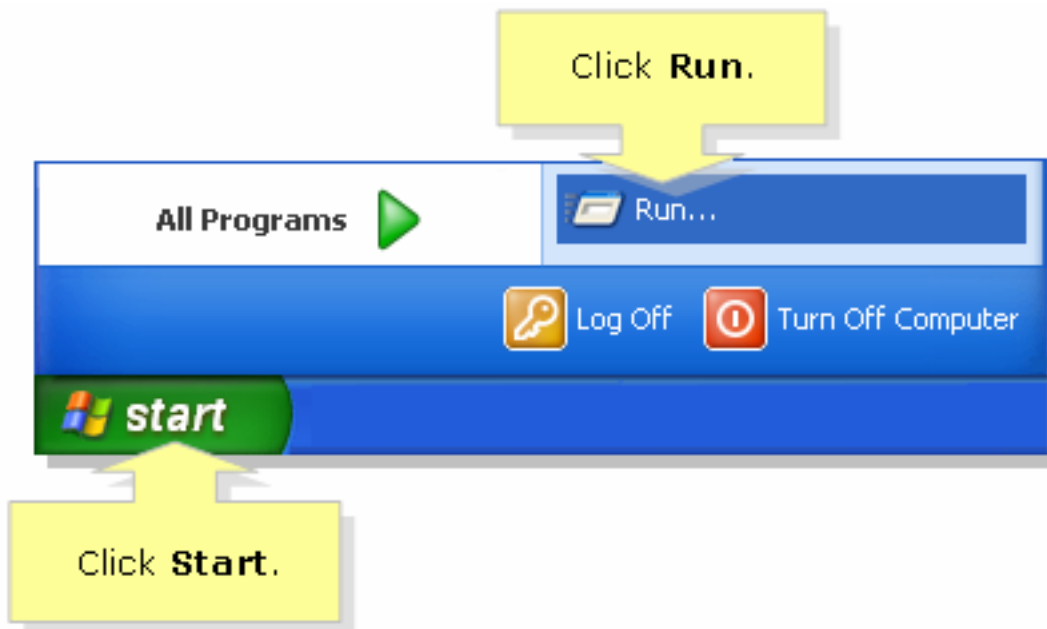 Click Run.
All Programs
Run...
Log Off
Turn Off Computer
start
Click Start.